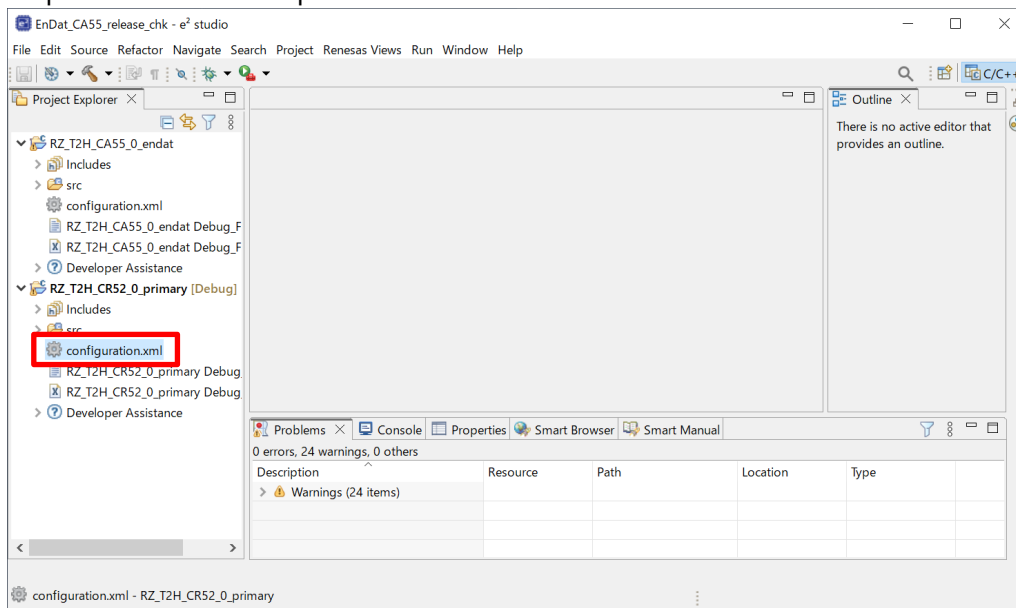 EnDat_CA55_release_chk - e² studio
File Edit Source Refactor Navigate Search Project Renesas Views Run Window Help
C/C++
Project Explorer
Outline
There is no active editor that
provides an outline.
RZ_T2H_CA55_0_endat
Includes
src
configuration.xml
RZ_T2H_CA55_0_endat Debug_F
RZ_T2H_CA55_0_endat Debug_F
Developer Assistance
RZ_T2H_CR52_0_primary [Debug]
Includes
src
configuration.xml
RZ_T2H_CR52_0_primary Debug_
RZ_T2H_CR52_0_primary Debug
Developer Assistance
Problems Console Properties Smart Browser Smart Manual
0 errors, 24 warnings, 0 others
Description Resource Path Location Type
Warnings (24 items)
configuration.xml - RZ_T2H_CR52_0_primary